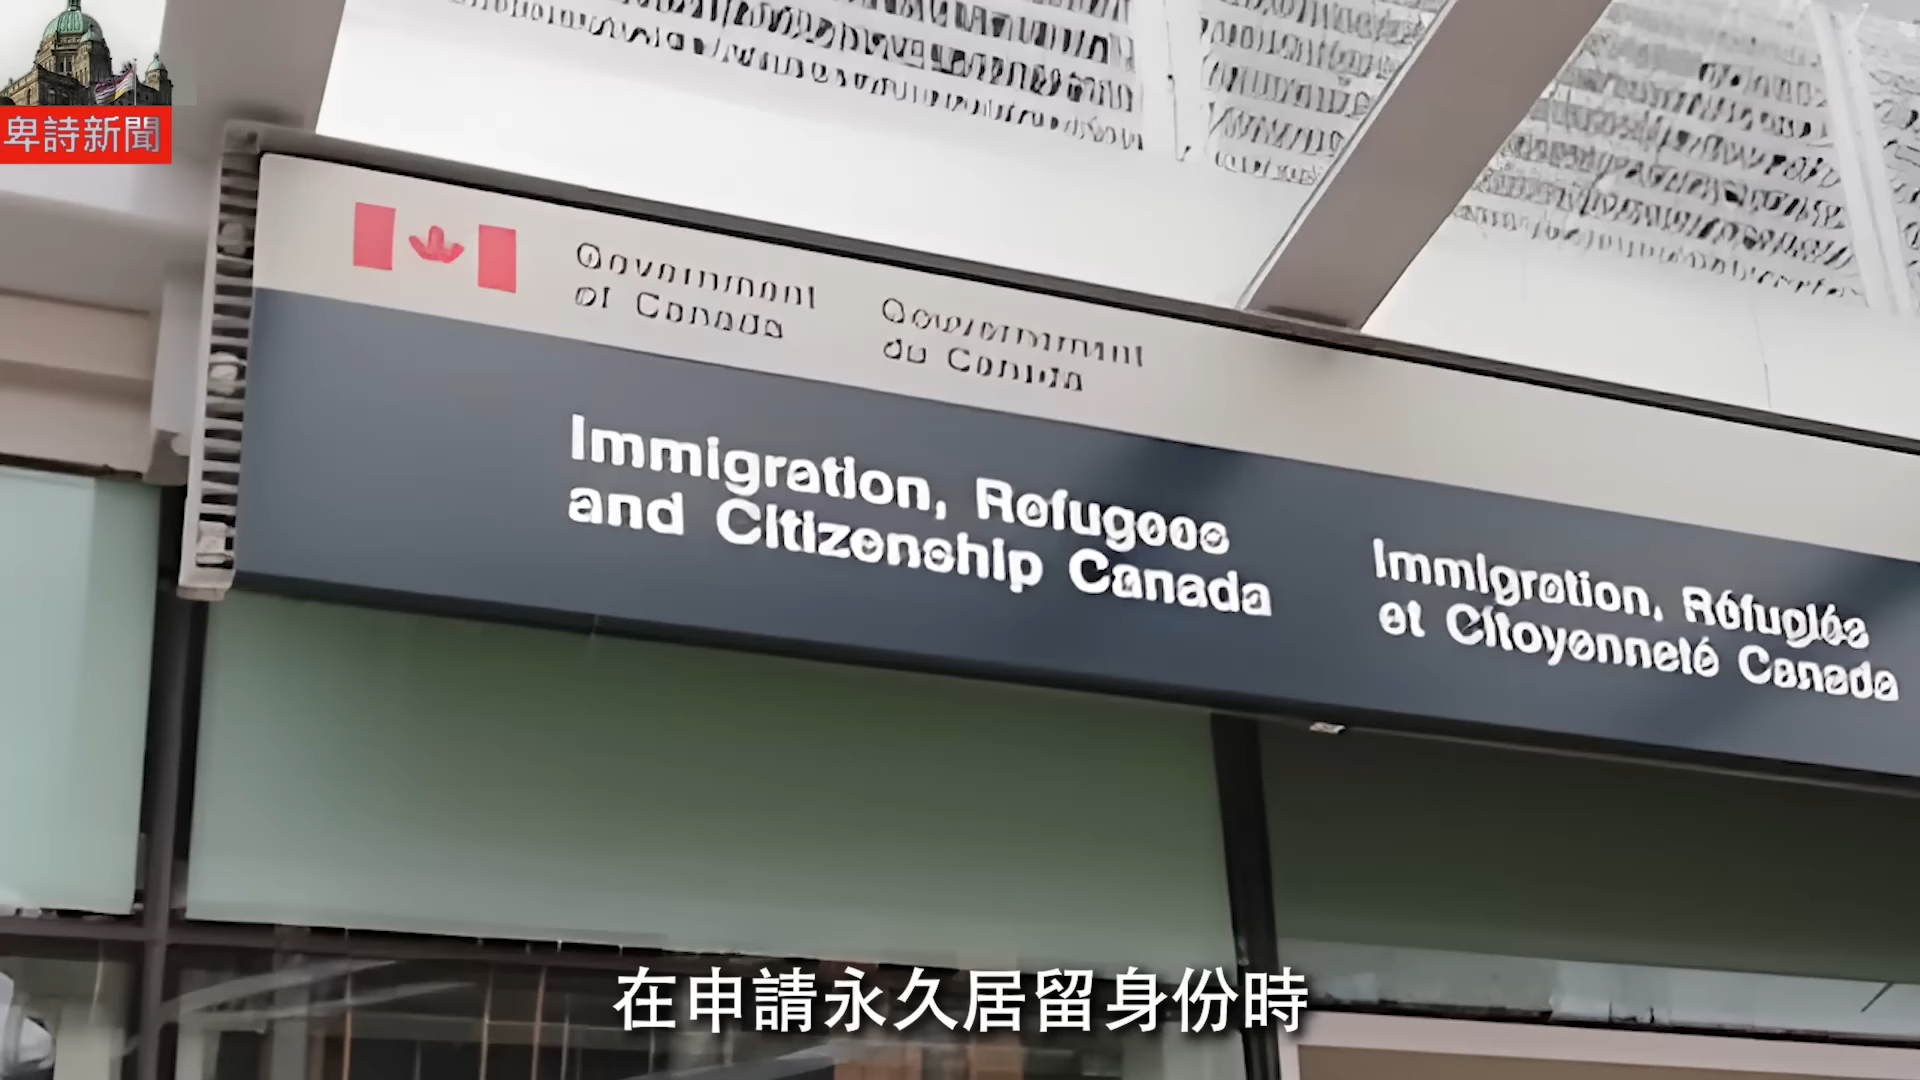 卑詩新聞
Government
of Canada
Gouvernement
du Canada
Immigration, Refugees
and Citizenship Canada
Immigration, Réfugiés
et Citoyenneté Canada
在申請永久居留身份時